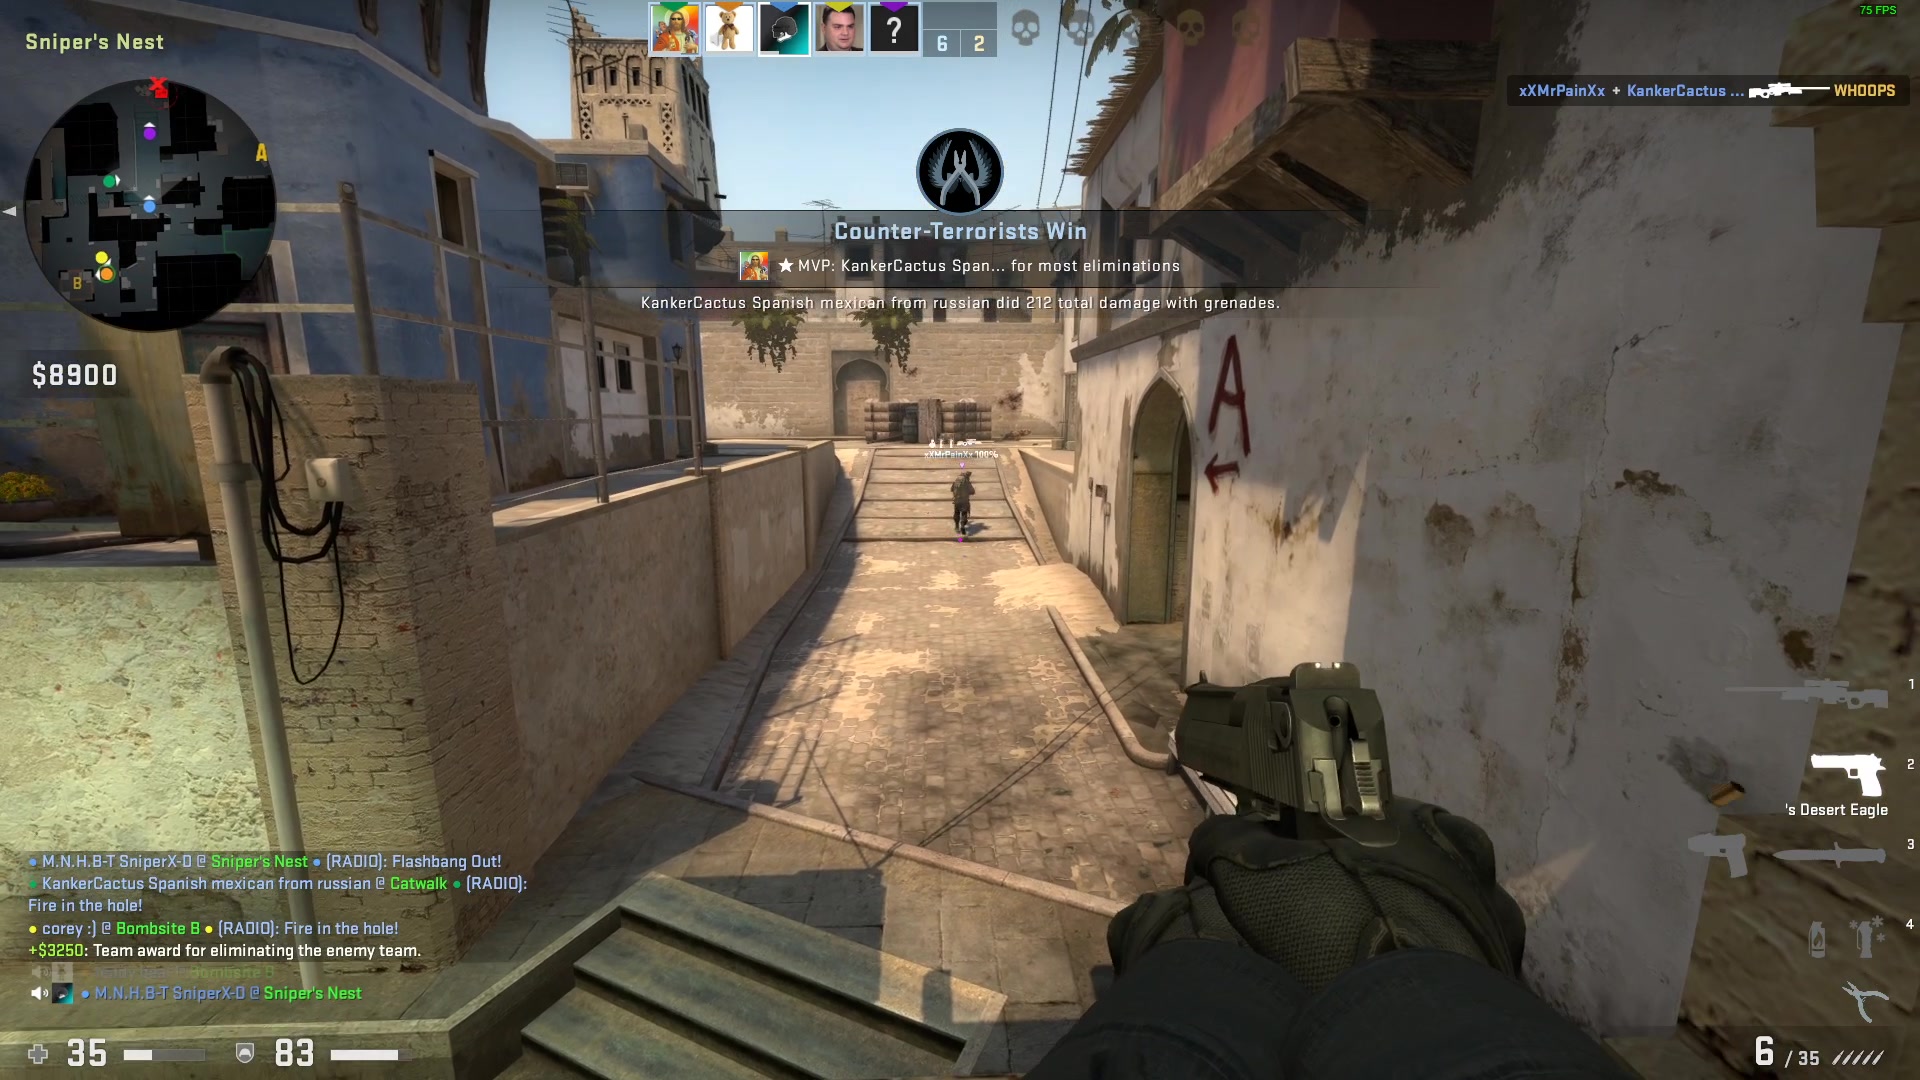 75 FPS
Sniper's Nest
?
6 2
xXMrPainXx + KankerCactus ... WHOOPS
A
B
Counter-Terrorists Win
★ MVP: KankerCactus Span... for most eliminations
KankerCactus Spanish mexican from russian did 212 total damage with grenades.
$8900
A
xXMrPainXx 100%
1
2
's Desert Eagle
3
4
● M.N.H.B-T SniperX-D @ Sniper's Nest ● (RADIO): Flashbang Out!
● KankerCactus Spanish mexican from russian @ Catwalk ● (RADIO):
Fire in the hole!
● corey :) @ Bombsite B ● (RADIO): Fire in the hole!
+$3250: Team award for eliminating the enemy team.
Bombsite B
● M.N.H.B-T SniperX-D @ Sniper's Nest
35 83
6 / 35